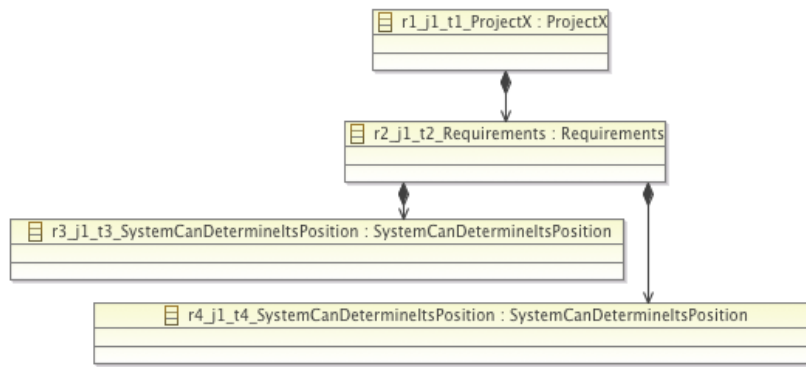 r1_j1_t1_ProjectX : ProjectX
r2_j1_t2_Requirements : Requirements
r3_j1_t3_SystemCanDetermineItsPosition : SystemCanDetermineItsPosition
r4_j1_t4_SystemCanDetermineItsPosition : SystemCanDetermineItsPosition